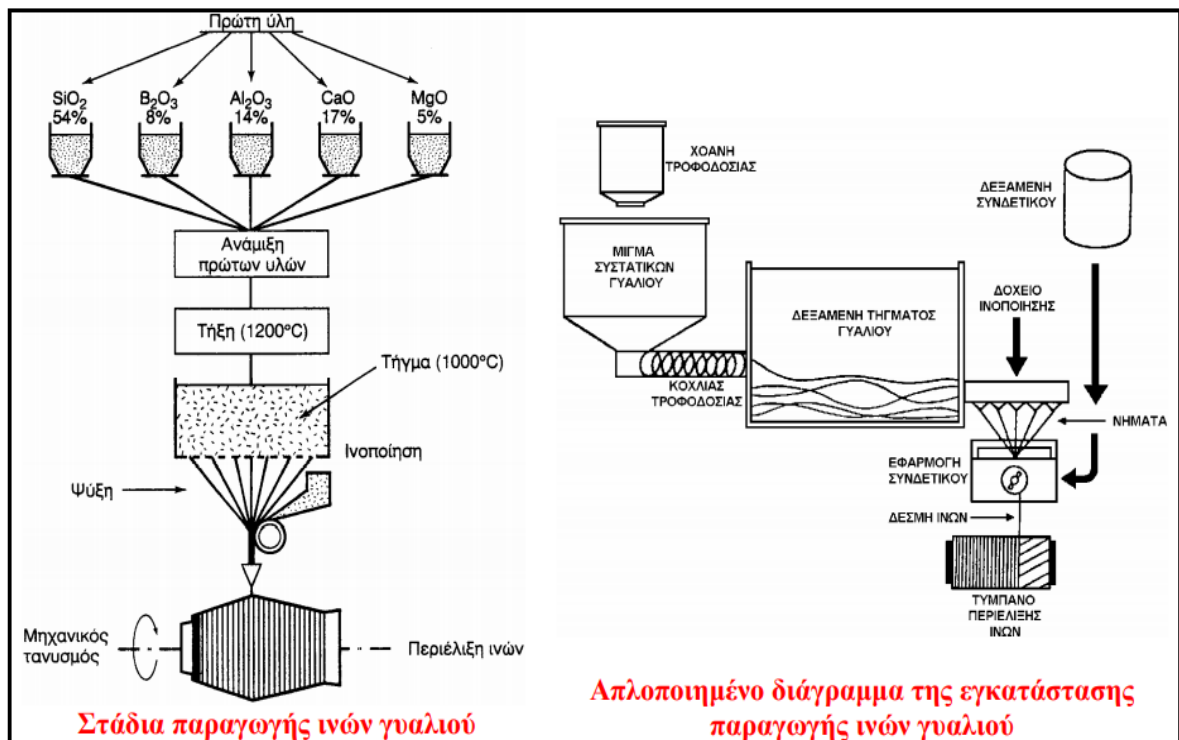 Πρώτη ύλη
SiO₂
54%
B₂O₃
8%
Al₂O₃
14%
CaO
17%
MgO
5%
Ανάμιξη
πρώτων υλών
Τήξη (1200°C)
Τήγμα (1000°C)
Ινοποίηση
Ψύξη
Μηχανικός
τανυσμός
Περιέλιξη ινών
Στάδια παραγωγής ινών γυαλιού
ΧΟΑΝΗ
ΤΡΟΦΟΔΟΣΙΑΣ
ΔΕΞΑΜΕΝΗ
ΣΥΝΔΕΤΙΚΟΥ
ΜΙΓΜΑ
ΣΥΣΤΑΤΙΚΩΝ
ΓΥΑΛΙΟΥ
ΔΕΞΑΜΕΝΗ ΤΗΓΜΑΤΟΣ
ΓΥΑΛΙΟΥ
ΔΟΧΕΙΟ
ΙΝΟΠΟΙΗΣΗΣ
ΚΟΧΛΙΑΣ
ΤΡΟΦΟΔΟΣΙΑΣ
ΝΗΜΑΤΑ
ΕΦΑΡΜΟΓΗ
ΣΥΝΔΕΤΙΚΟΥ
ΔΕΣΜΗ ΙΝΩΝ
ΤΥΜΠΑΝΟ
ΠΕΡΙΕΛΙΞΗΣ
ΙΝΩΝ
Απλοποιημένο διάγραμμα της εγκατάστασης
παραγωγής ινών γυαλιού